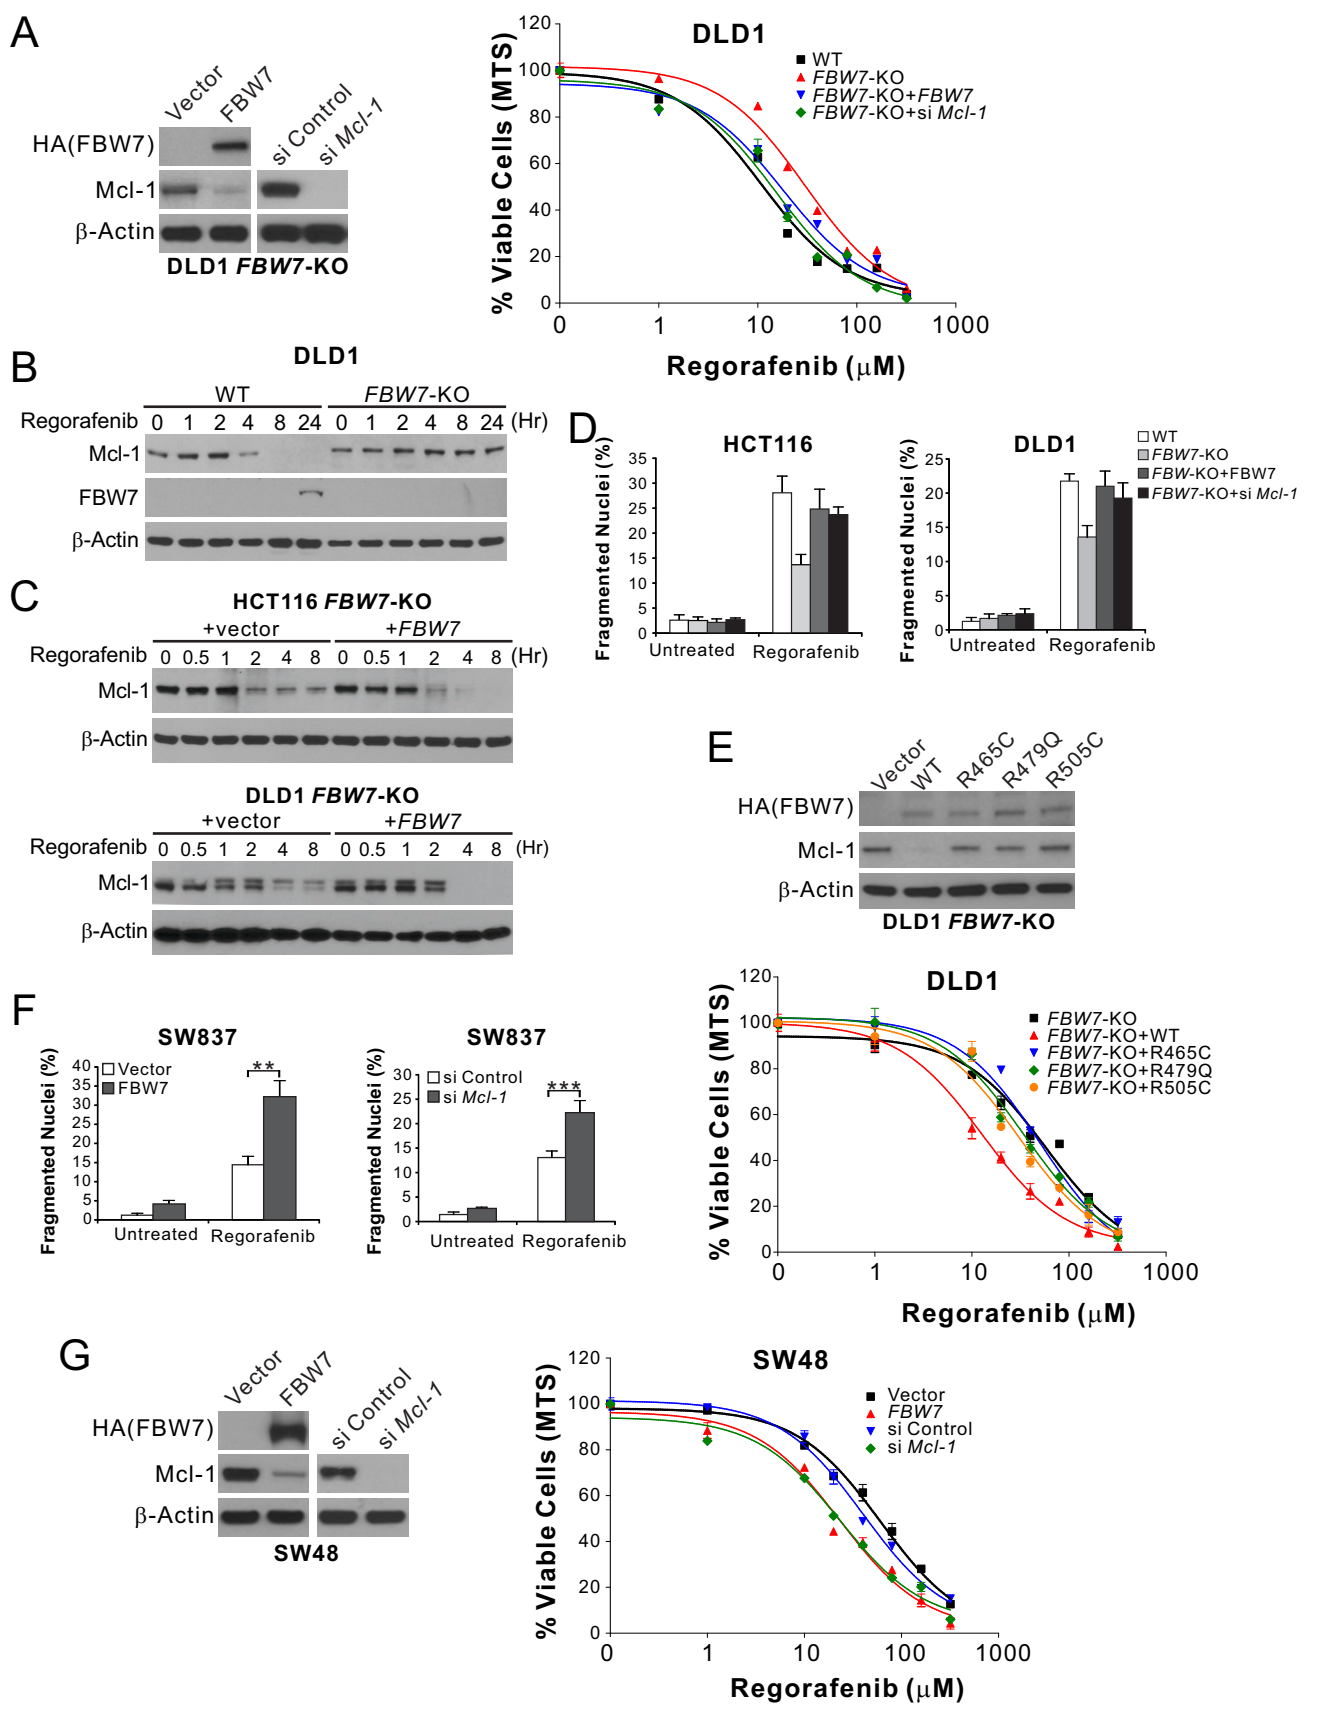 A
Vector
FBW7
si Control
si Mcl-1
HA(FBW7)
Mcl-1
β-Actin
DLD1 FBW7-KO
DLD1
% Viable Cells (MTS)
120
100
80
60
40
20
0
WT
FBW7-KO
FBW7-KO+FBW7
FBW7-KO+si Mcl-1
0 1 10 100 1000
Regorafenib (μM)
B
DLD1
WT FBW7-KO
Regorafenib 0 1 2 4 8 24 0 1 2 4 8 24 (Hr)
Mcl-1
FBW7
β-Actin
C
HCT116 FBW7-KO
+vector +FBW7
Regorafenib 0 0.5 1 2 4 8 0 0.5 1 2 4 8 (Hr)
Mcl-1
β-Actin
DLD1 FBW7-KO
+vector +FBW7
Regorafenib 0 0.5 1 2 4 8 0 0.5 1 2 4 8 (Hr)
Mcl-1
β-Actin
D
HCT116
Fragmented Nuclei (%)
35
30
25
20
15
10
5
0
Untreated Regorafenib
DLD1
Fragmented Nuclei (%)
25
20
15
10
5
0
Untreated Regorafenib
WT
FBW7-KO
FBW-KO+FBW7
FBW7-KO+si Mcl-1
E
Vector
WT
R465C
R479Q
R505C
HA(FBW7)
Mcl-1
β-Actin
DLD1 FBW7-KO
DLD1
% Viable Cells (MTS)
120
100
80
60
40
20
0
FBW7-KO
FBW7-KO+WT
FBW7-KO+R465C
FBW7-KO+R479Q
FBW7-KO+R505C
0 1 10 100 1000
Regorafenib (μM)
F
SW837
Fragmented Nuclei (%)
40
35
30
25
20
15
10
5
0
Vector
FBW7
**
Untreated Regorafenib
SW837
Fragmented Nuclei (%)
30
25
20
15
10
5
0
si Control
si Mcl-1
***
Untreated Regorafenib
G
Vector
FBW7
si Control
si Mcl-1
HA(FBW7)
Mcl-1
β-Actin
SW48
SW48
% Viable Cells (MTS)
120
100
80
60
40
20
0
Vector
FBW7
si Control
si Mcl-1
0 1 10 100 1000
Regorafenib (μM)